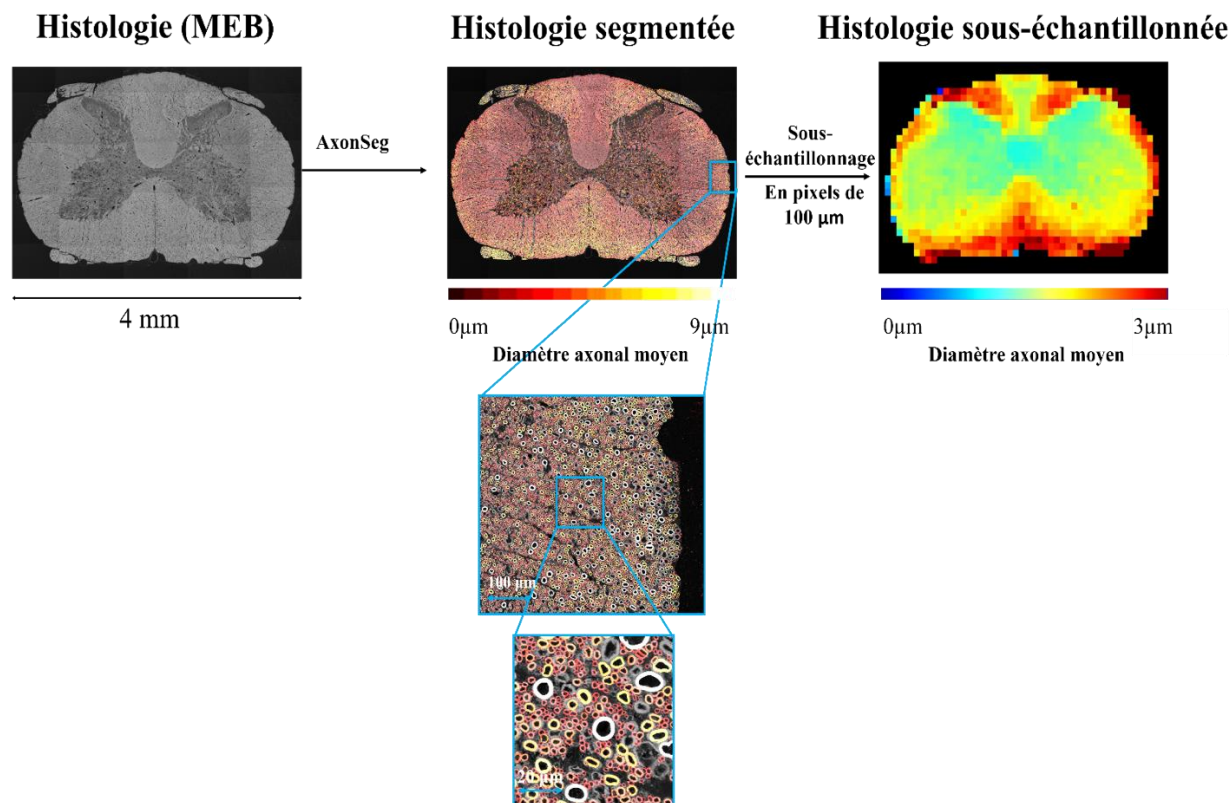 Histologie (MEB)
Histologie segmentée
Histologie sous-échantillonnée
AxonSeg
Sous-
échantillonnage
En pixels de
100 µm
4 mm
0µm
9µm
Diamètre axonal moyen
0µm
3µm
Diamètre axonal moyen
100 µm
20 µm